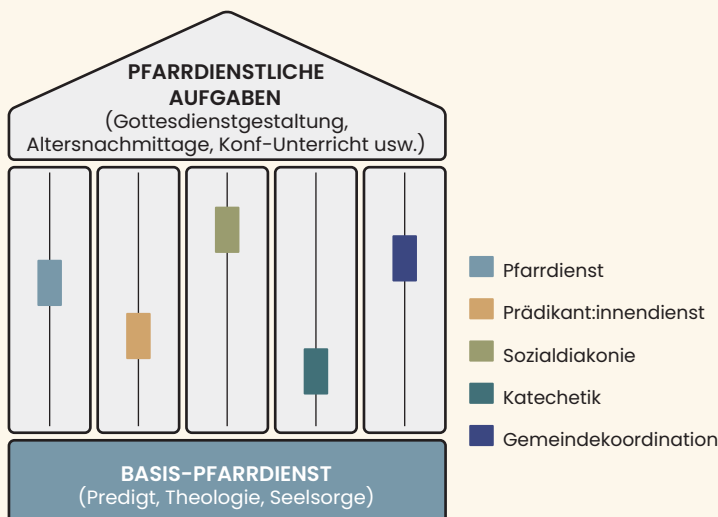 PFARRDIENSTLICHE
AUFGABEN
(Gottesdienstgestaltung,
Altersnachmittage, Konf-Unterricht usw.)
Pfarrdienst
Prädikant:innendienst
Sozialdiakonie
Katechetik
Gemeindekoordination
BASIS-PFARRDIENST
(Predigt, Theologie, Seelsorge)